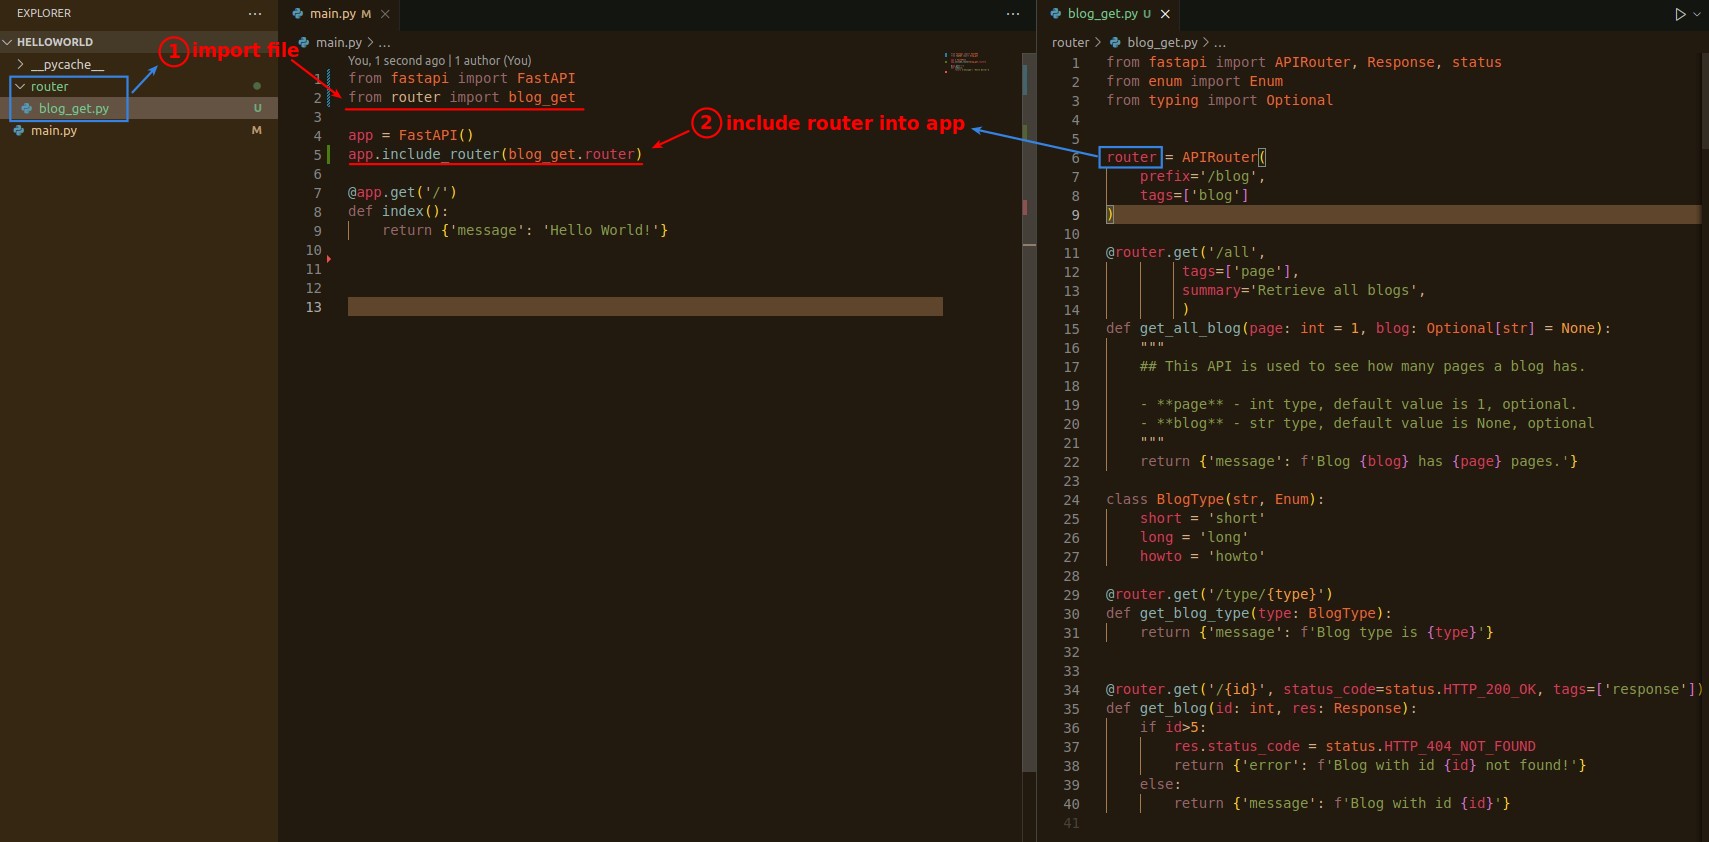 EXPLORER
HELLOWORLD
__pycache__
router
blog_get.py U
main.py M
1 import file
main.py M
main.py > ...
You, 1 second ago | 1 author (You)
1 from fastapi import FastAPI
2 from router import blog_get
3
4 app = FastAPI()
5 app.include_router(blog_get.router)
6
7 @app.get('/')
8 def index():
9     return {'message': 'Hello World!'}
10
11
12
13
2 include router into app
blog_get.py U
router > blog_get.py > ...
1 from fastapi import APIRouter, Response, status
2 from enum import Enum
3 from typing import Optional
4
5
6 router = APIRouter(
7     prefix='/blog',
8     tags=['blog']
9 )
10
11 @router.get('/all',
12          tags=['page'],
13          summary='Retrieve all blogs',
14          )
15 def get_all_blog(page: int = 1, blog: Optional[str] = None):
16     """
17     ## This API is used to see how many pages a blog has.
18
19     - **page** - int type, default value is 1, optional.
20     - **blog** - str type, default value is None, optional
21     """
22     return {'message': f'Blog {blog} has {page} pages.'}
23
24 class BlogType(str, Enum):
25     short = 'short'
26     long = 'long'
27     howto = 'howto'
28
29 @router.get('/type/{type}')
30 def get_blog_type(type: BlogType):
31     return {'message': f'Blog type is {type}'}
32
33
34 @router.get('/{id}', status_code=status.HTTP_200_OK, tags=['response'])
35 def get_blog(id: int, res: Response):
36     if id>5:
37         res.status_code = status.HTTP_404_NOT_FOUND
38         return {'error': f'Blog with id {id} not found!'}
39     else:
40         return {'message': f'Blog with id {id}'}
41